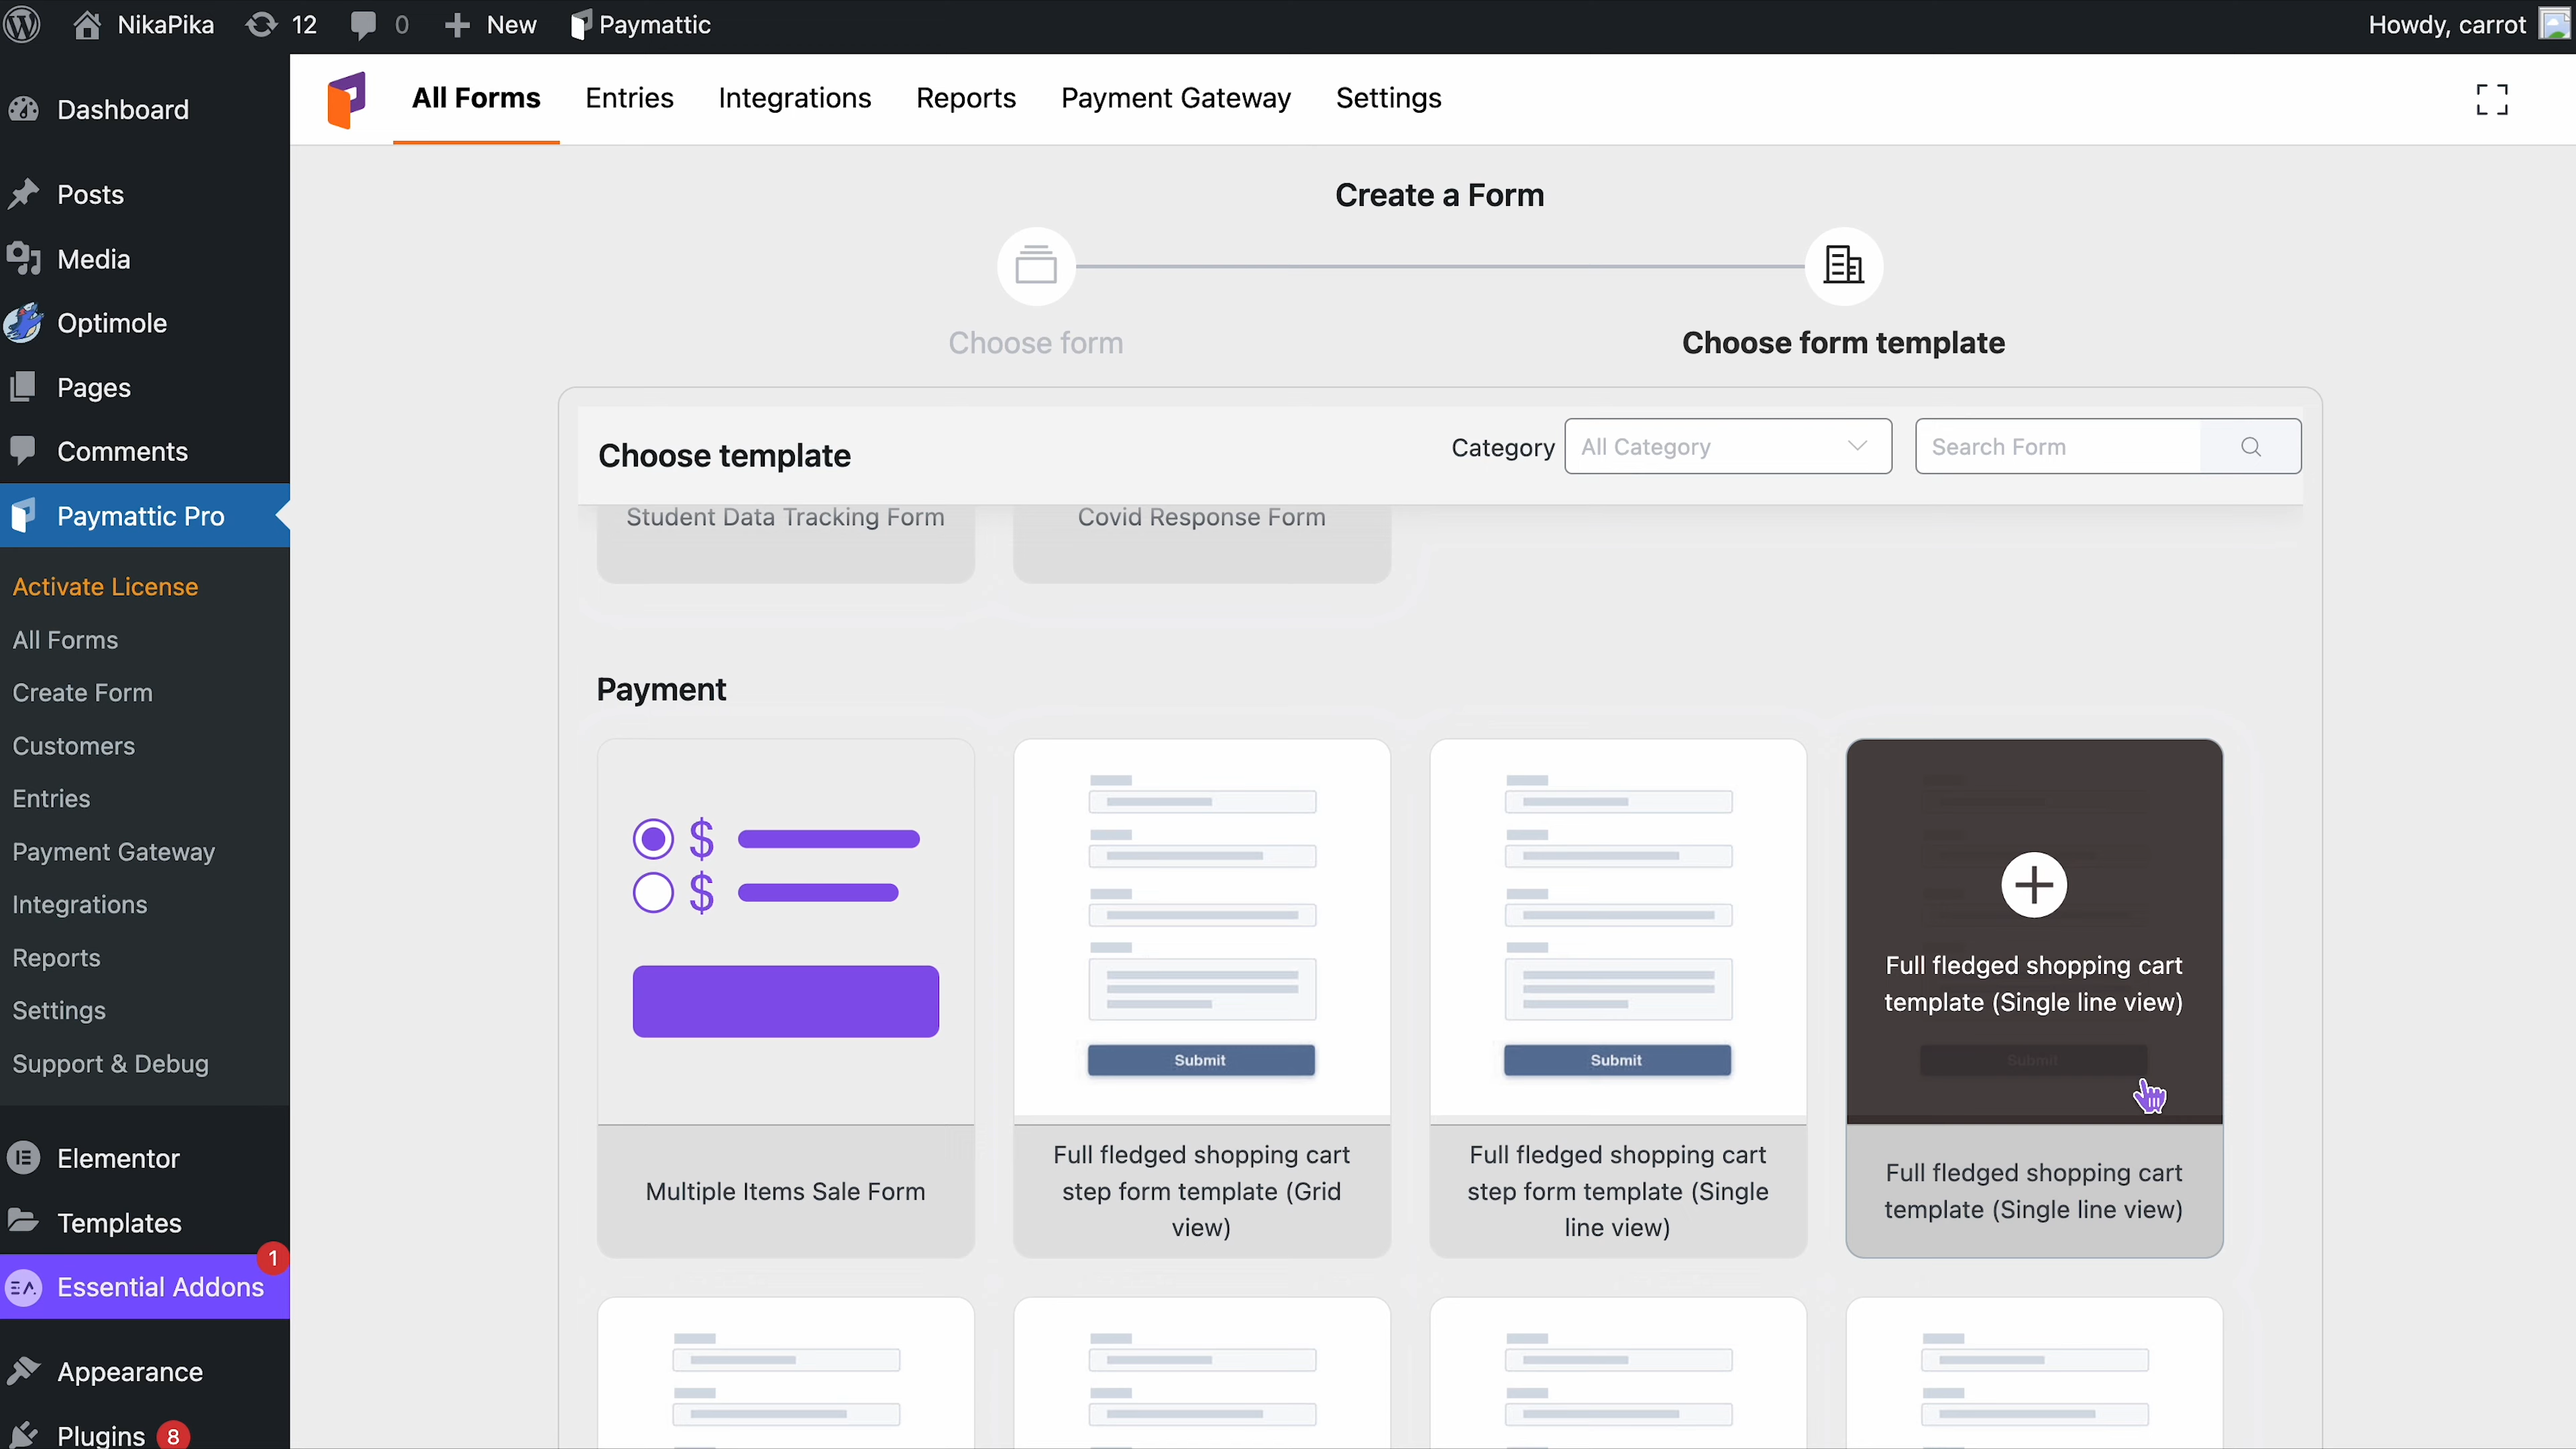 NikaPika 12 0 New Paymattic Howdy, carrot
Dashboard
Posts
Media
Optimole
Pages
Comments
Paymattic Pro
Activate License
All Forms
Create Form
Customers
Entries
Payment Gateway
Integrations
Reports
Settings
Support & Debug
Elementor
Templates
1
Essential Addons
Appearance
Plugins 8
All Forms Entries Integrations Reports Payment Gateway Settings
Create a Form
Choose form Choose form template
Choose template Category All Category Search Form
Student Data Tracking Form Covid Response Form
Payment
$
$
Multiple Items Sale Form
Submit
Full fledged shopping cart
step form template (Grid
view)
Submit
Full fledged shopping cart
step form template (Single
line view)
Full fledged shopping cart
template (Single line view)
Submit
Full fledged shopping cart
template (Single line view)